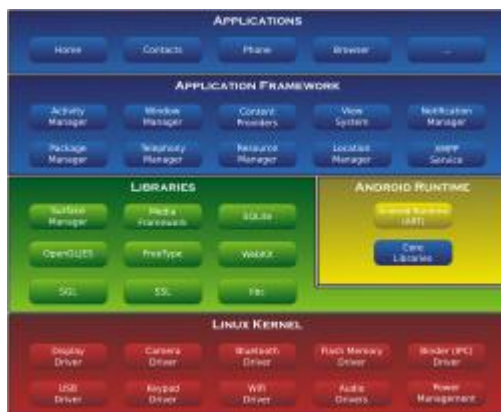 APPLICATIONS
Home Contacts Phone Browser ...
APPLICATION FRAMEWORK
Activity Window Content View Notification
Manager Manager Providers System Manager
Package Telephony Resource Location XMPP
Manager Manager Manager Manager Service
LIBRARIES ANDROID RUNTIME
Surface Media SQLite Android Runtime
Manager Framework (ART)
OpenGL|ES FreeType WebKit Core
Libraries
SGL SSL libc
LINUX KERNEL
Display Camera Bluetooth Flash Memory Binder (IPC)
Driver Driver Driver Driver Driver
USB Keypad WiFi Audio Power
Driver Driver Driver Drivers Management